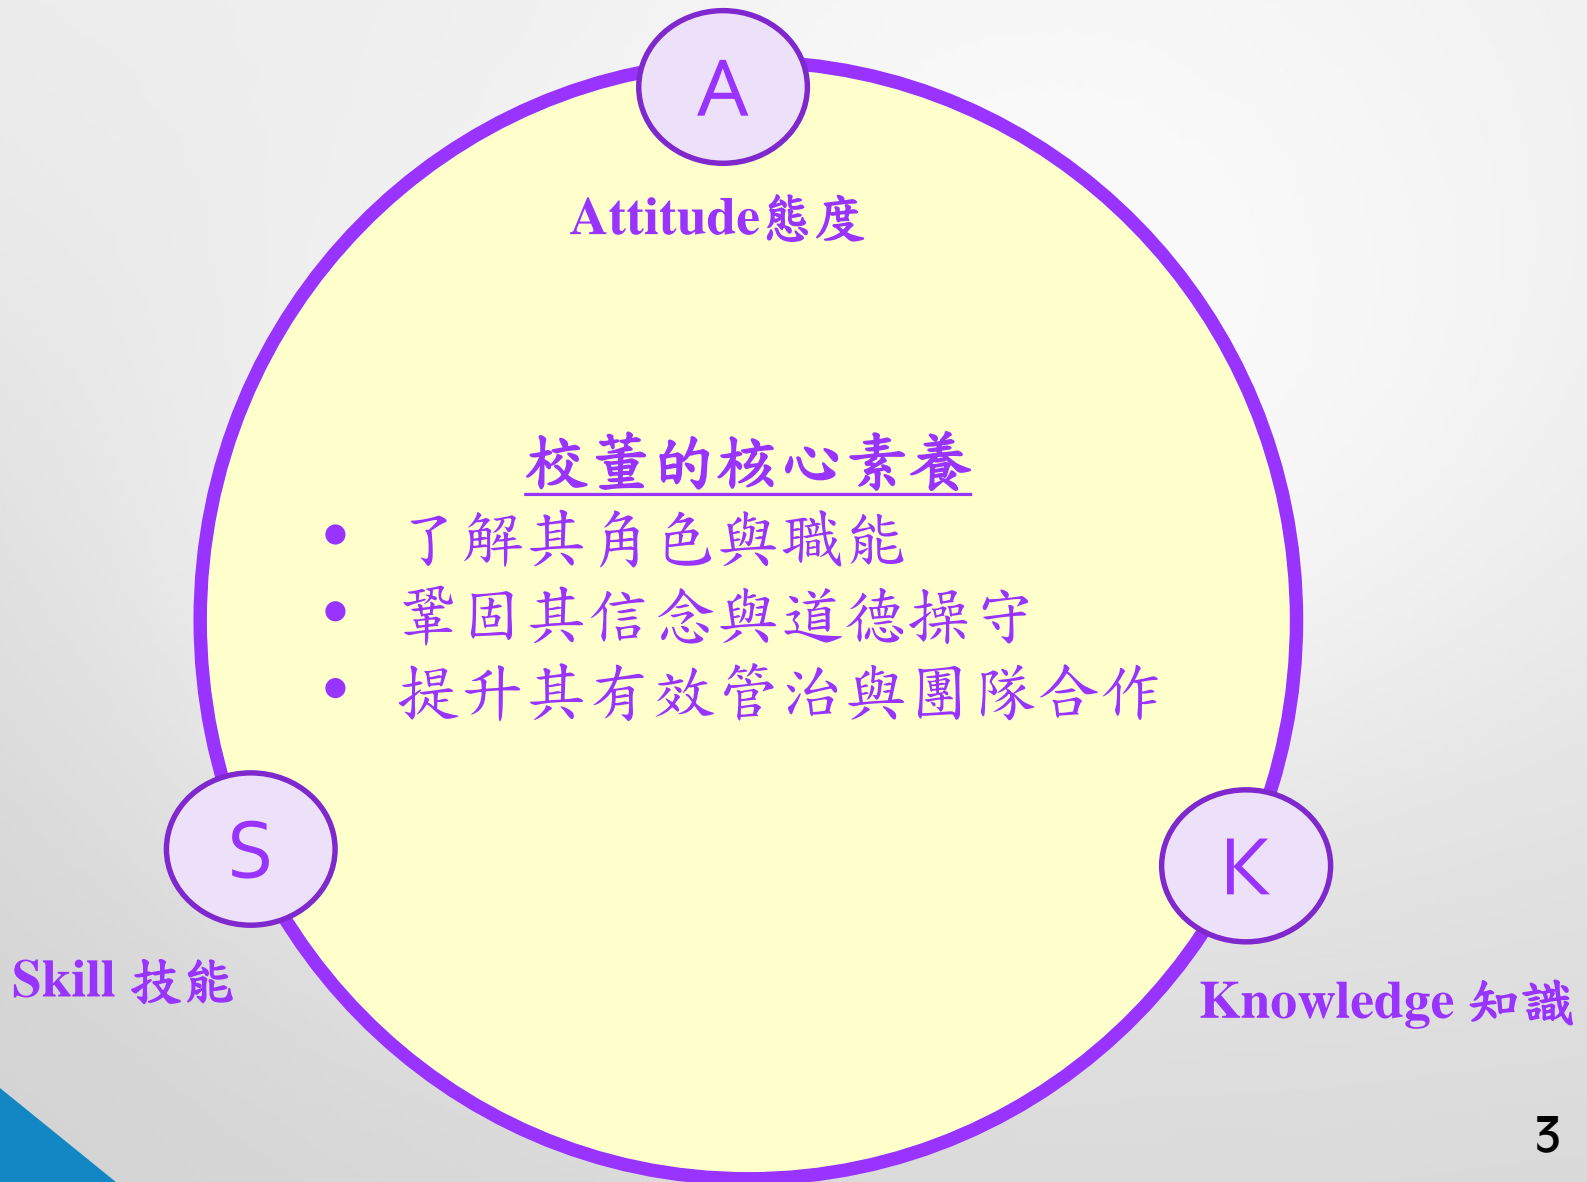 A
Attitude態度
校董的核心素養
• 了解其角色與職能
• 鞏固其信念與道德操守
• 提升其有效管治與團隊合作
S
K
Skill 技能
Knowledge 知識
3